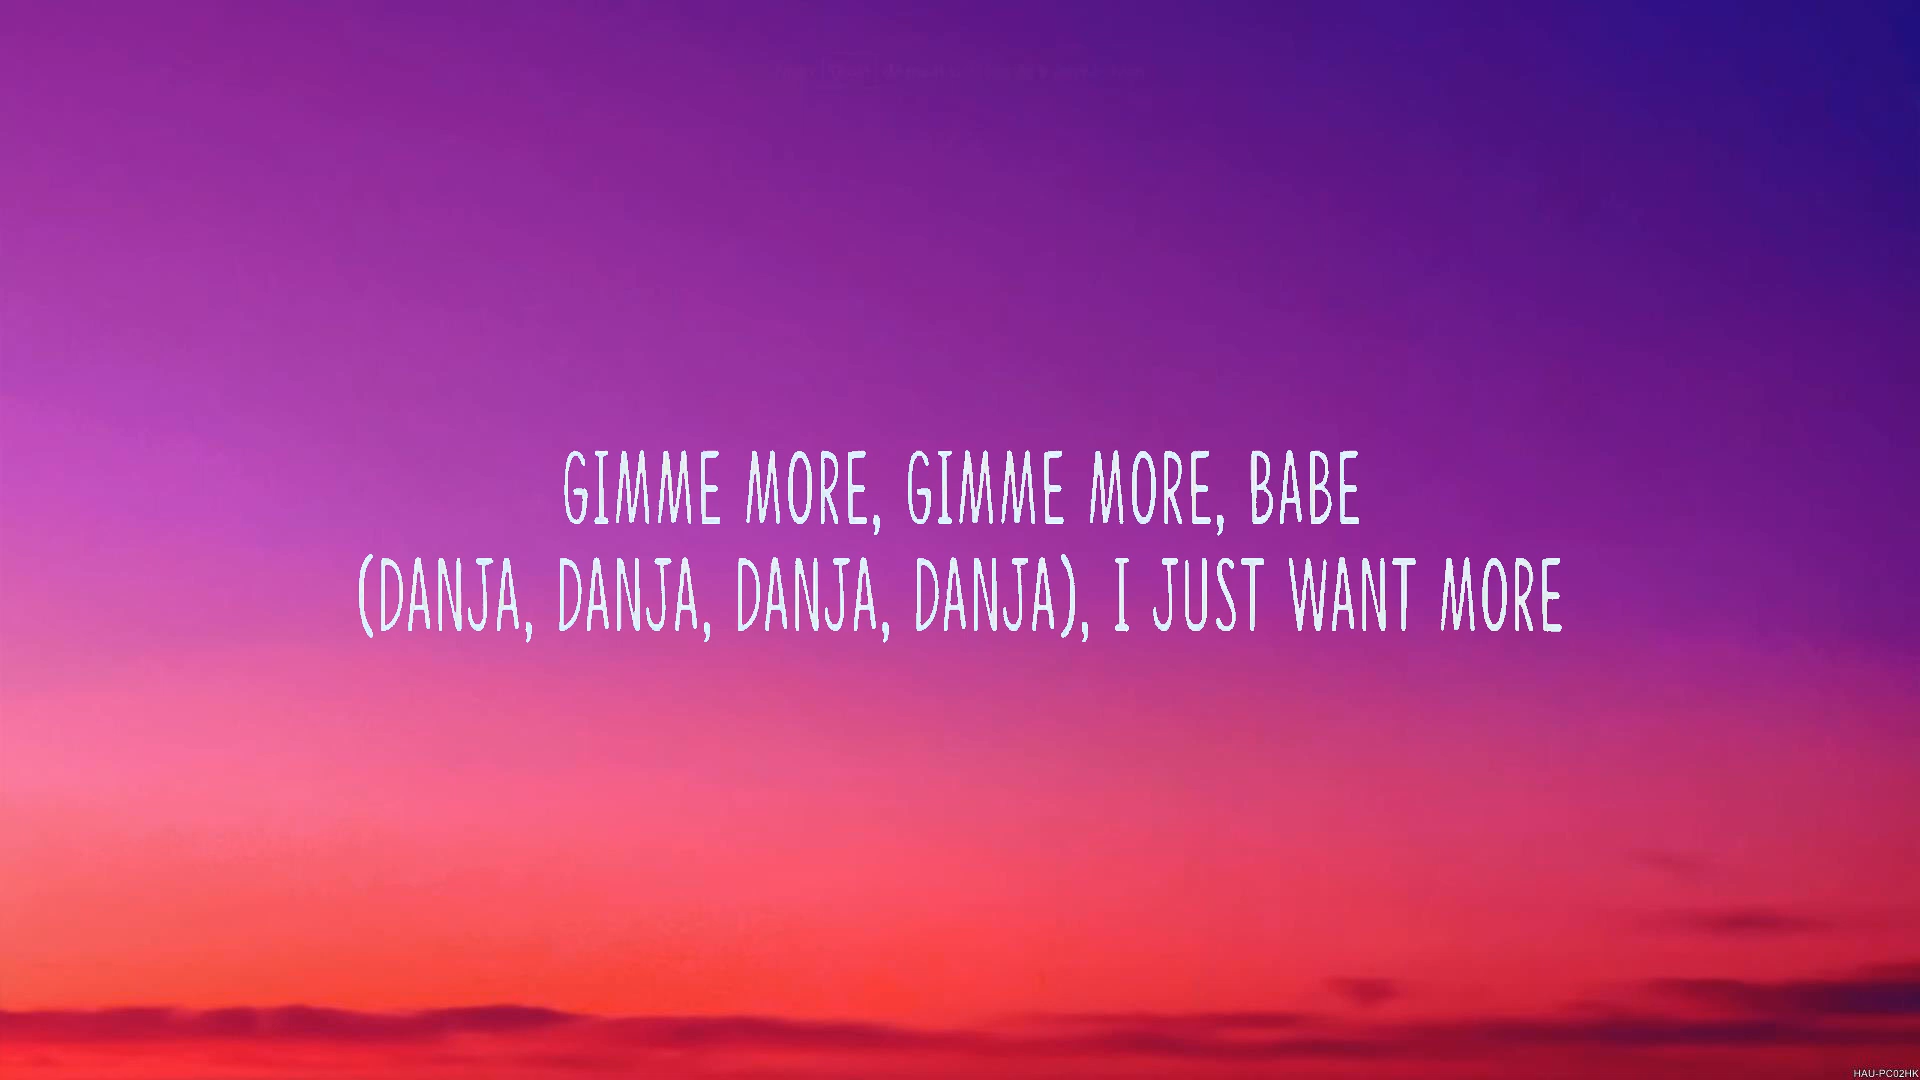 GIMME MORE, GIMME MORE, BABE
(DANJA, DANJA, DANJA, DANJA), I JUST WANT MORE
HAU-PC02HK